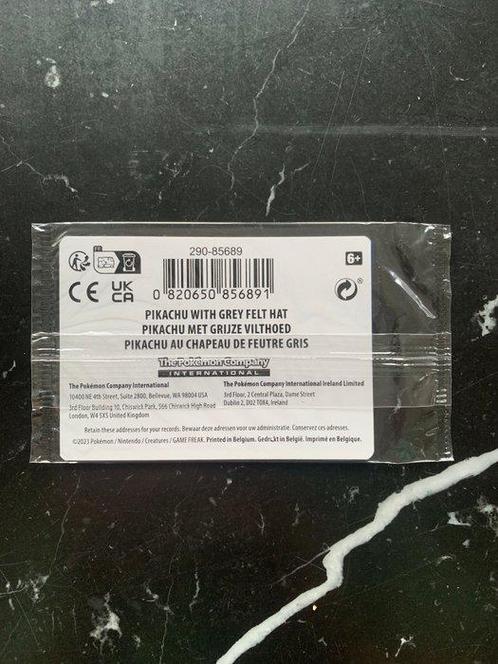 290-85689
FR
6+
UK
CA
0 820650 856891
PIKACHU WITH GREY FELT HAT
PIKACHU MET GRIJZE VILTHOED
PIKACHU AU CHAPEAU DE FEUTRE GRIS
The Pokémon Company
INTERNATIONAL
The Pokémon Company International
10400 NE 4th Street, Suite 2800, Bellevue, WA 98004 USA
3rd Floor Building 10, Chiswick Park, 566 Chiswick High Road
London, W4 5XS United Kingdom
The Pokémon Company International Ireland Limited
3rd Floor, 2 Central Plaza, Dame Street
Dublin 2, D02 T0R4, Ireland
Retain these addresses for your records. Bewaar deze adressen voor uw administratie. Conservez ces adresses.
©2023 Pokémon / Nintendo / Creatures / GAME FREAK. Printed in Belgium. Gedrukt in België. Imprimé en Belgique.